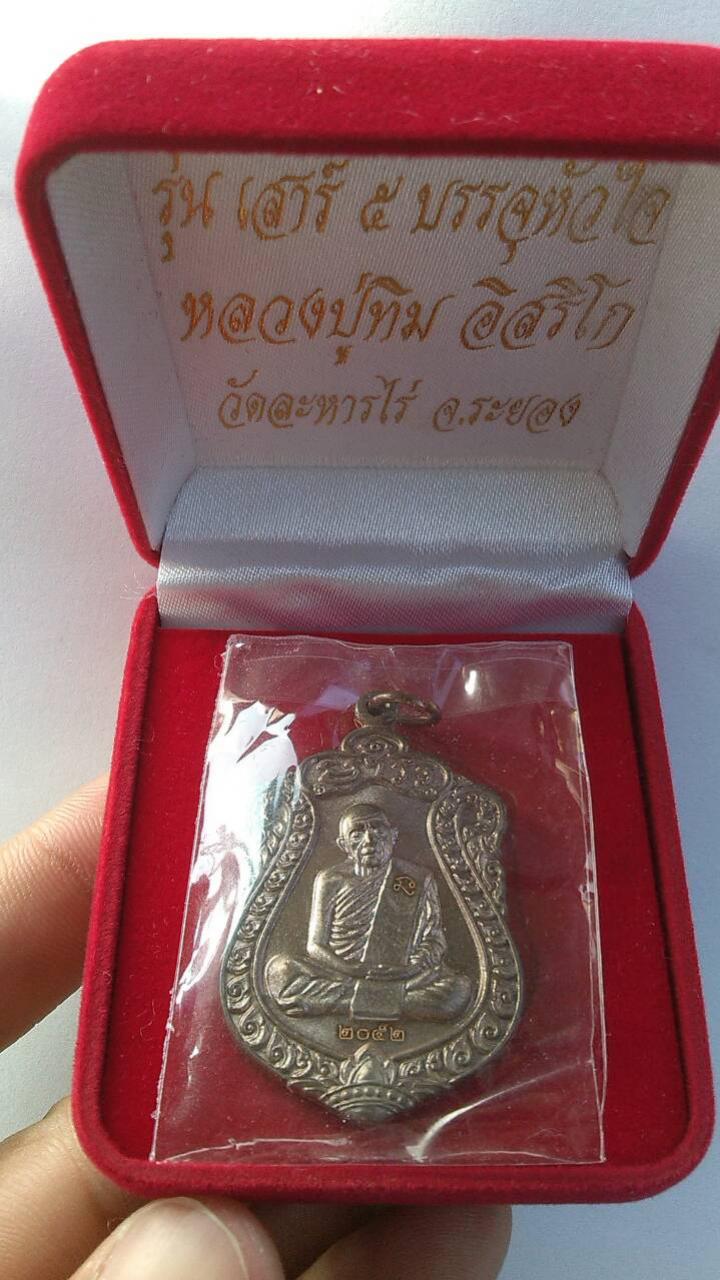 รุ่น เสาร์ ๕ บรรจุหัวใจ
หลวงปู่ทิม อิสริโก
วัดละหารไร่ จ.ระยอง
๒๐๕๒